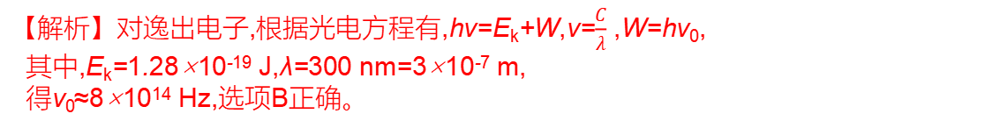 【解析】对逸出电子,根据光电方程有,hν=Eₖ+W,ν=C/λ ,W=hν₀,
其中,Eₖ=1.28×10⁻¹⁹ J,λ=300 nm=3×10⁻⁷ m,
得ν₀≈8×10¹⁴ Hz,选项B正确。